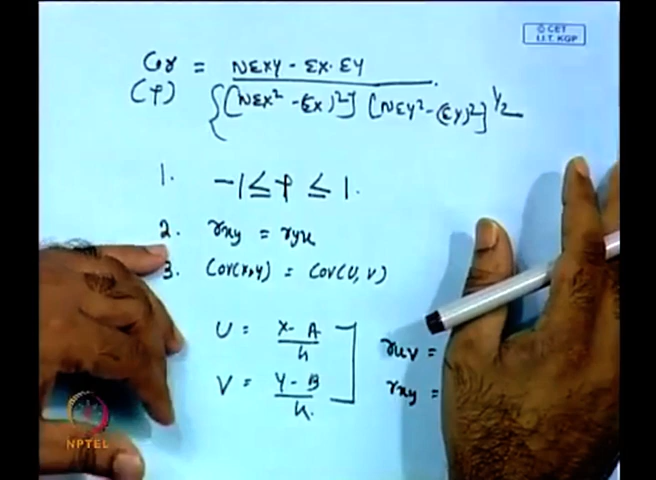 © CET
I.I.T. KGP
Cor = NΣXY - ΣX·ΣY
(ρ) {[NΣX² - (ΣX)²] [NΣY² - (ΣY)²]}^1/2
1. -1 ≤ ρ ≤ 1.
2. rxy = ryx
3. Cov(x,y) = Cov(U, V)
U = X - A / h
V = Y - B / k.
ruv =
rxy =
NPTEL